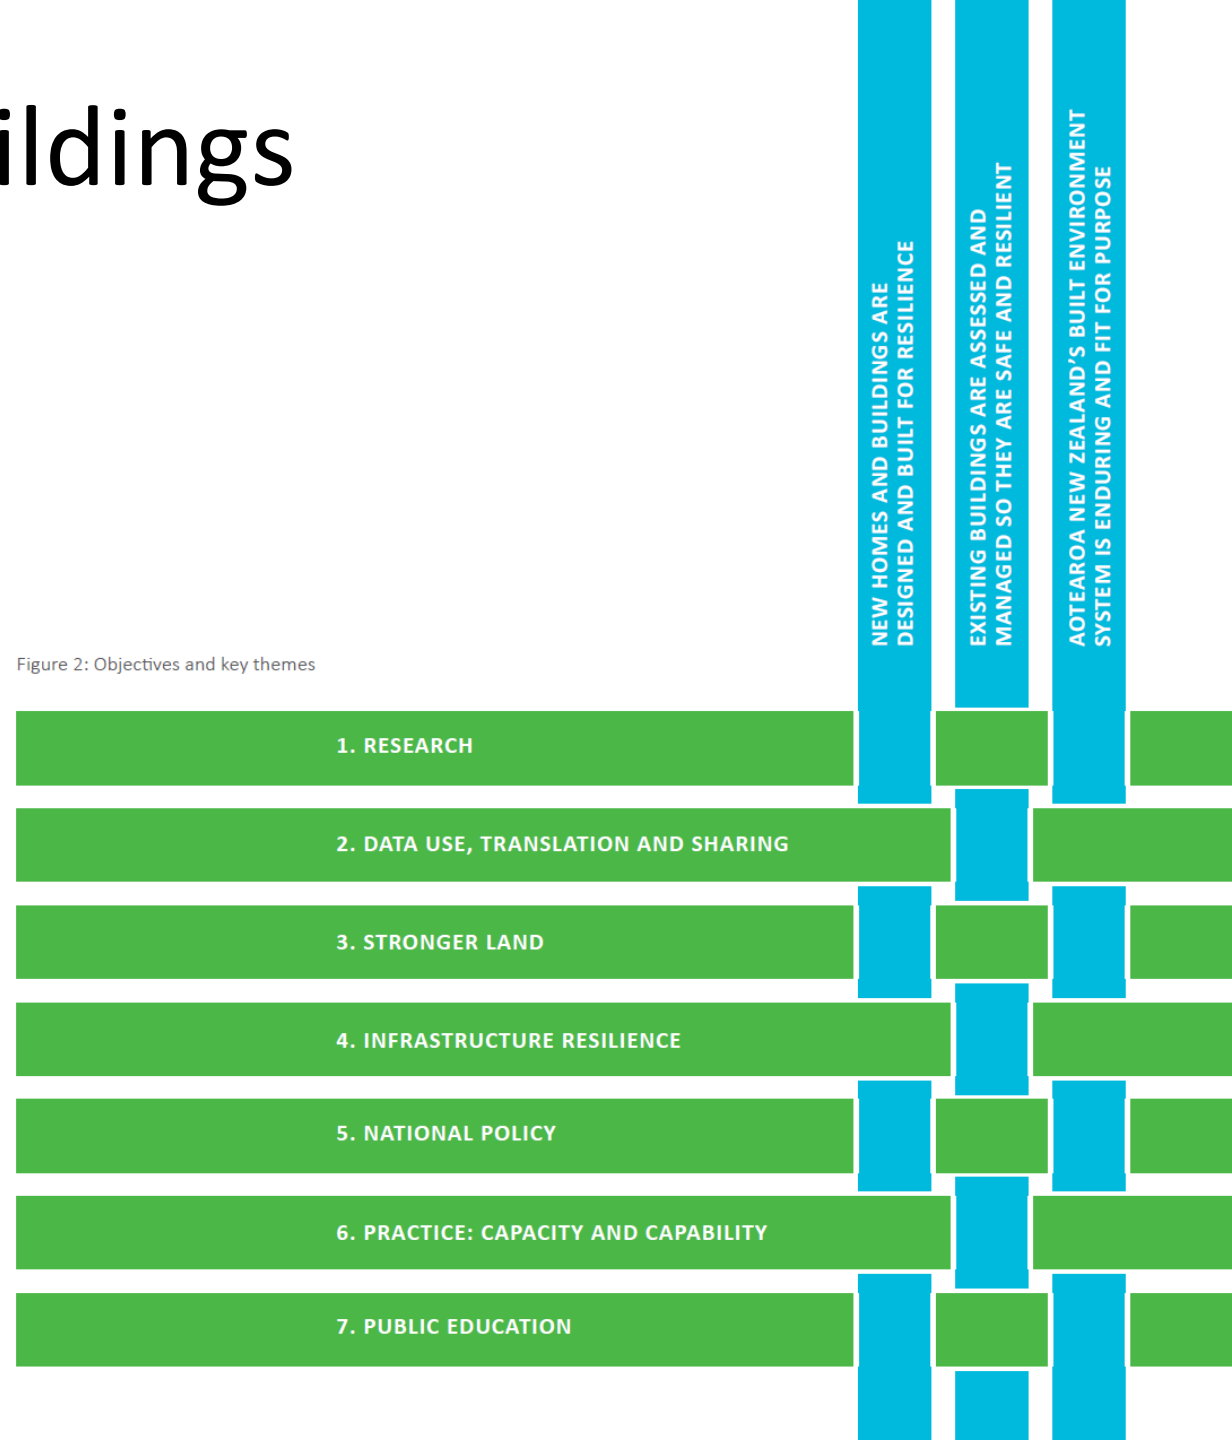 ildings
NEW HOMES AND BUILDINGS ARE
DESIGNED AND BUILT FOR RESILIENCE
EXISTING BUILDINGS ARE ASSESSED AND
MANAGED SO THEY ARE SAFE AND RESILIENT
AOTEAROA NEW ZEALAND’S BUILT ENVIRONMENT
SYSTEM IS ENDURING AND FIT FOR PURPOSE
Figure 2: Objectives and key themes
1. RESEARCH
2. DATA USE, TRANSLATION AND SHARING
3. STRONGER LAND
4. INFRASTRUCTURE RESILIENCE
5. NATIONAL POLICY
6. PRACTICE: CAPACITY AND CAPABILITY
7. PUBLIC EDUCATION